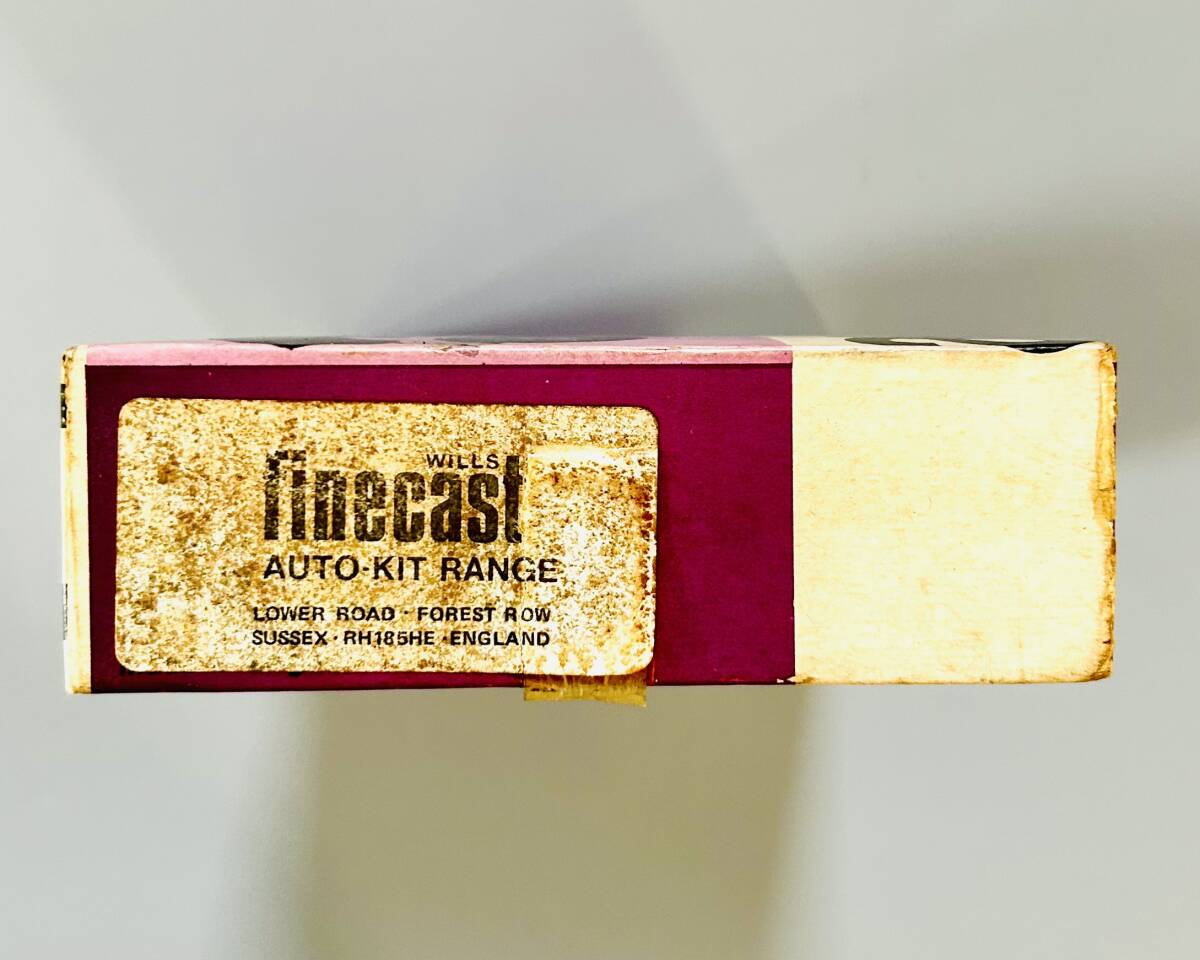 WILLS
finecast
AUTO-KIT RANGE
LOWER ROAD · FOREST ROW
SUSSEX · RH185HE · ENGLAND